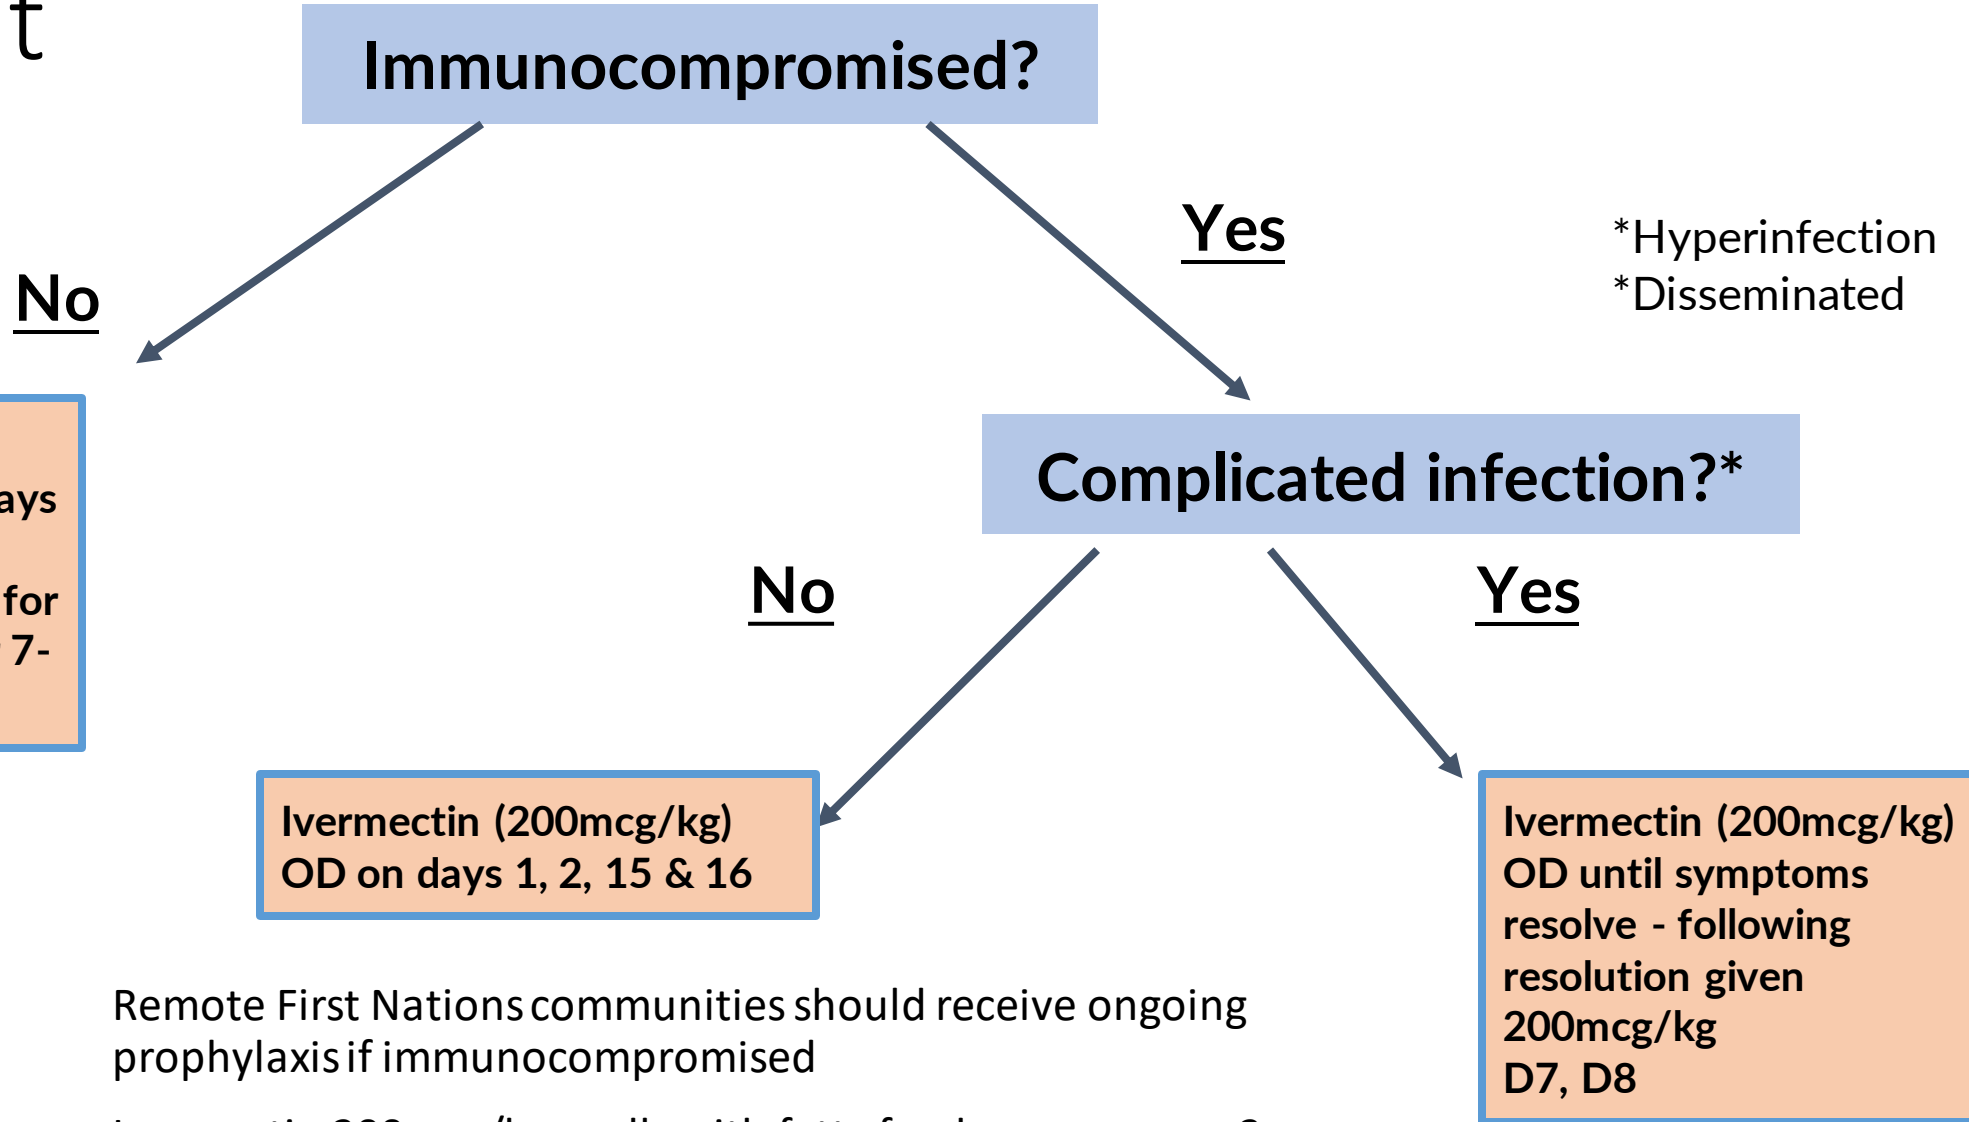 t
Immunocompromised?
Yes
*Hyperinfection
*Disseminated
No
ays
for
7-
Complicated infection?*
No
Yes
Ivermectin (200mcg/kg)
OD on days 1, 2, 15 & 16
Ivermectin (200mcg/kg)
OD until symptoms
resolve - following
resolution given
200mcg/kg
D7, D8
Remote First Nations communities should receive ongoing
prophylaxis if immunocompromised